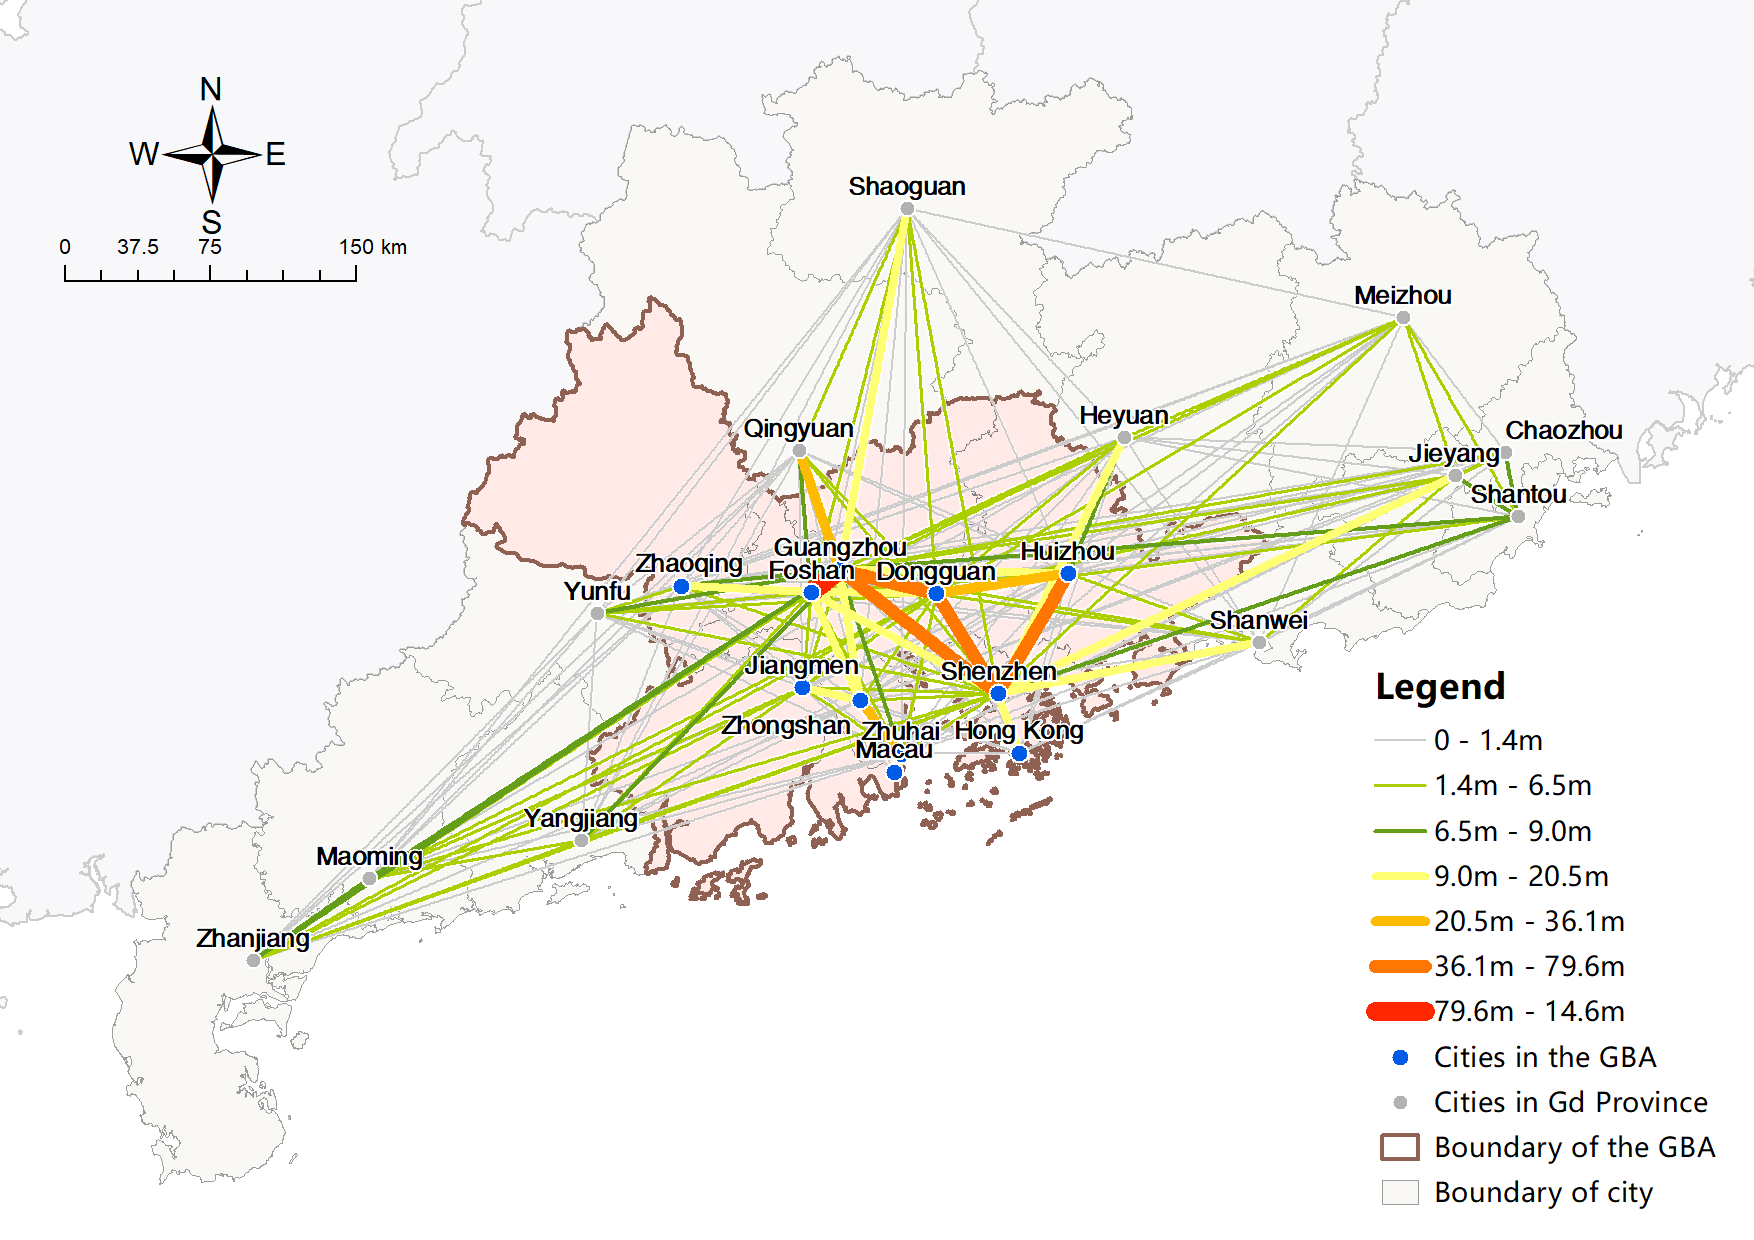 N
W E
S
0 37.5 75 150 km
Shaoguan
Meizhou
Heyuan
Qingyuan
Chaozhou
Jieyang
Shantou
Guangzhou
Huizhou
Zhaoqing
Foshan
Dongguan
Yunfu
Shanwei
Jiangmen
Shenzhen
Zhongshan
Zhuhai
Hong Kong
Macau
Yangjiang
Maoming
Zhanjiang
Legend
0 - 1.4m
1.4m - 6.5m
6.5m - 9.0m
9.0m - 20.5m
20.5m - 36.1m
36.1m - 79.6m
79.6m - 14.6m
Cities in the GBA
Cities in Gd Province
Boundary of the GBA
Boundary of city